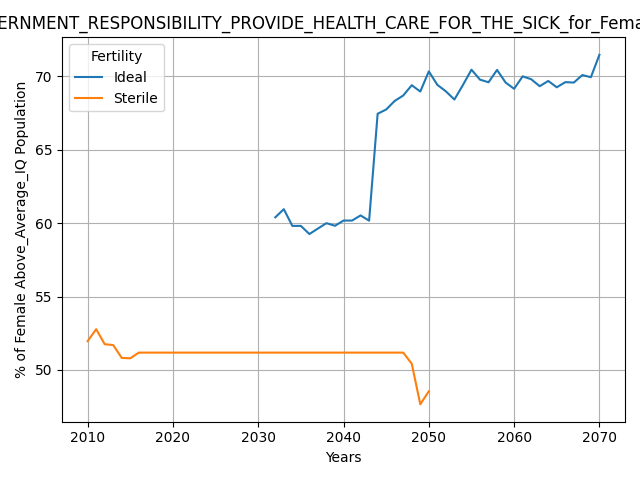 ERNMENT_RESPONSIBILITY_PROVIDE_HEALTH_CARE_FOR_THE_SICK_for_Fema
Fertility
Ideal
Sterile
% of Female Above_Average_IQ Population
70
65
60
55
50
2010 2020 2030 2040 2050 2060 2070
Years